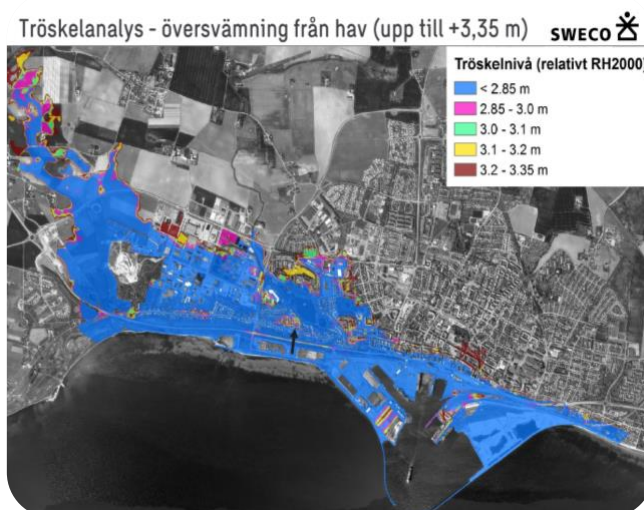 Tröskelanalys - översvämning från hav (upp till +3,35 m)
SWECO
Tröskelnivå (relativt RH2000)
< 2.85 m
2.85 - 3.0 m
3.0 - 3.1 m
3.1 - 3.2 m
3.2 - 3.35 m